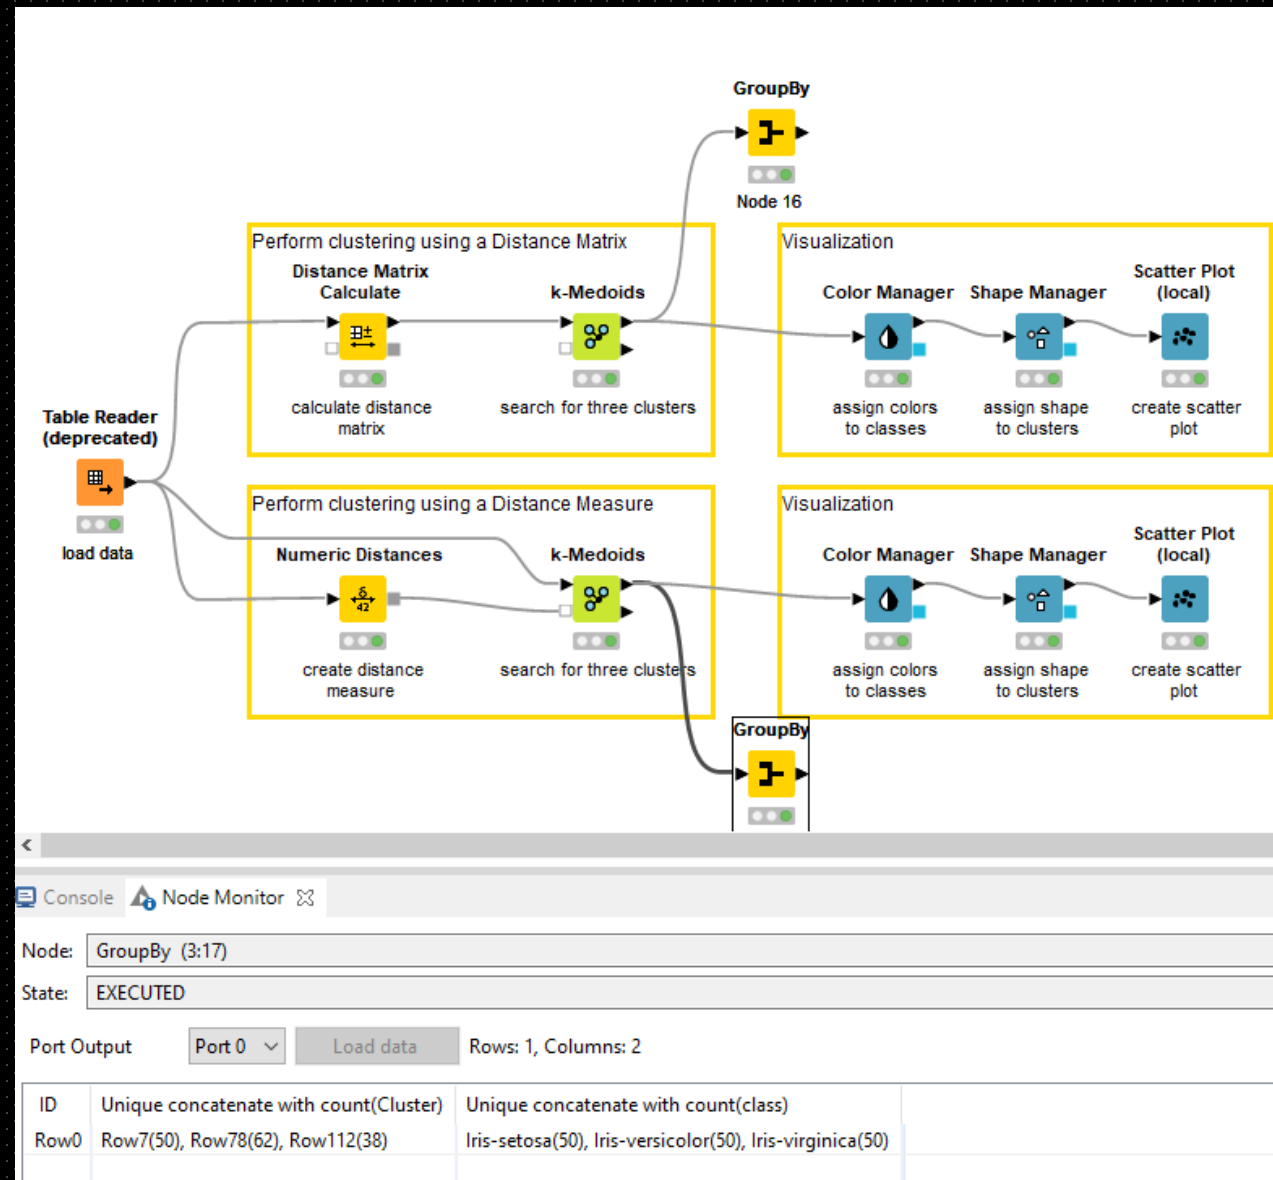 GroupBy
Node 16
Perform clustering using a Distance Matrix
Distance Matrix
Calculate
k-Medoids
calculate distance
matrix
search for three clusters
Visualization
Color Manager
Shape Manager
Scatter Plot
(local)
assign colors
to classes
assign shape
to clusters
create scatter
plot
Table Reader
(deprecated)
load data
Perform clustering using a Distance Measure
Numeric Distances
δ
42
k-Medoids
create distance
measure
search for three clusters
Visualization
Color Manager
Shape Manager
Scatter Plot
(local)
assign colors
to classes
assign shape
to clusters
create scatter
plot
GroupBy
Console
Node Monitor
Node: GroupBy (3:17)
State: EXECUTED
Port Output Port 0 Load data Rows: 1, Columns: 2
ID Unique concatenate with count(Cluster) Unique concatenate with count(class)
Row0 Row7(50), Row78(62), Row112(38) Iris-setosa(50), Iris-versicolor(50), Iris-virginica(50)